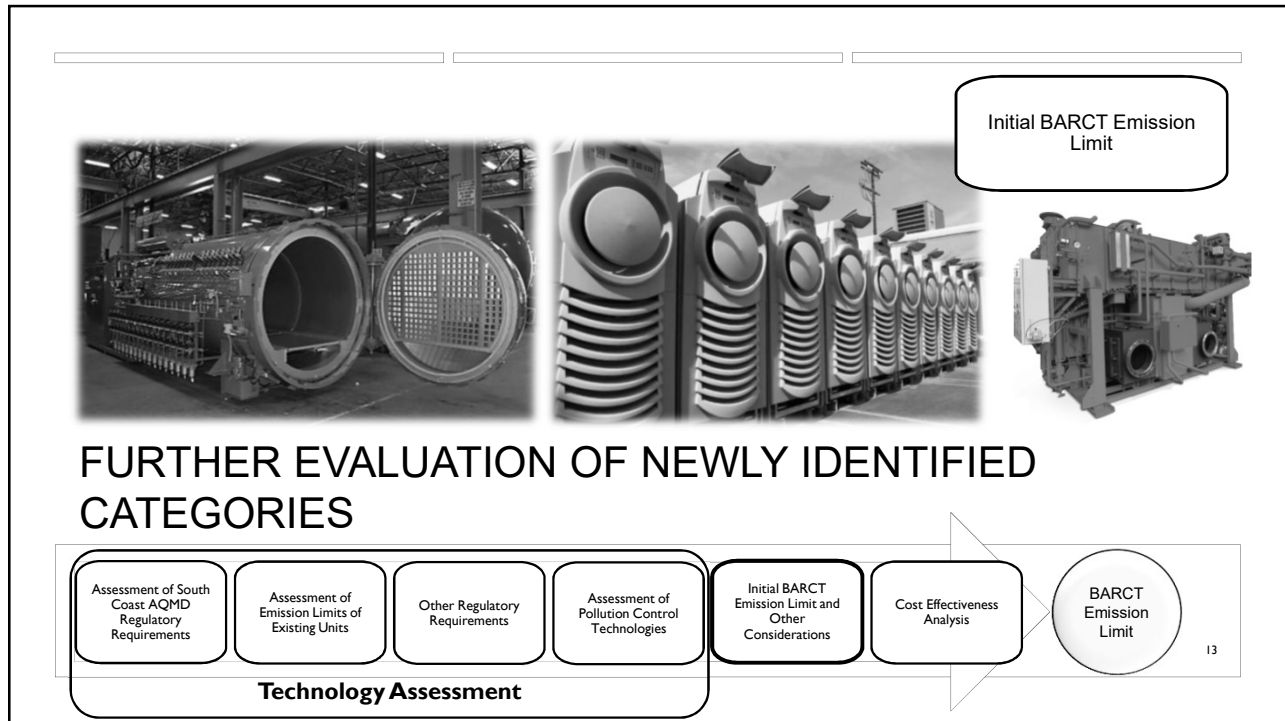 Initial BARCT Emission
Limit
FURTHER EVALUATION OF NEWLY IDENTIFIED
CATEGORIES
Assessment of South
Coast AQMD
Regulatory
Requirements
Assessment of
Emission Limits of
Existing Units
Other Regulatory
Requirements
Assessment of
Pollution Control
Technologies
Initial BARCT
Emission Limit and
Other
Considerations
Cost Effectiveness
Analysis
BARCT
Emission
Limit
Technology Assessment
13